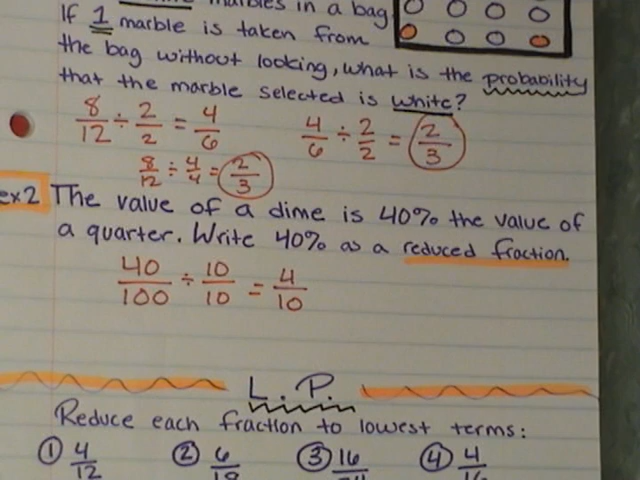 marbles in a bag.
If 1 marble is taken from
the bag without looking, what is the probability
that the marble selected is white?
8/12 ÷ 2/2 = 4/6 4/6 ÷ 2/2 = 2/3
8/12 ÷ 4/4 = 2/3
ex2 The value of a dime is 40% the value of
a quarter. Write 40% as a reduced fraction.
40/100 ÷ 10/10 = 4/10
L.P.
Reduce each fraction to lowest terms:
① 4/12 ② 6/18 ③ 16/ ④ 4/16